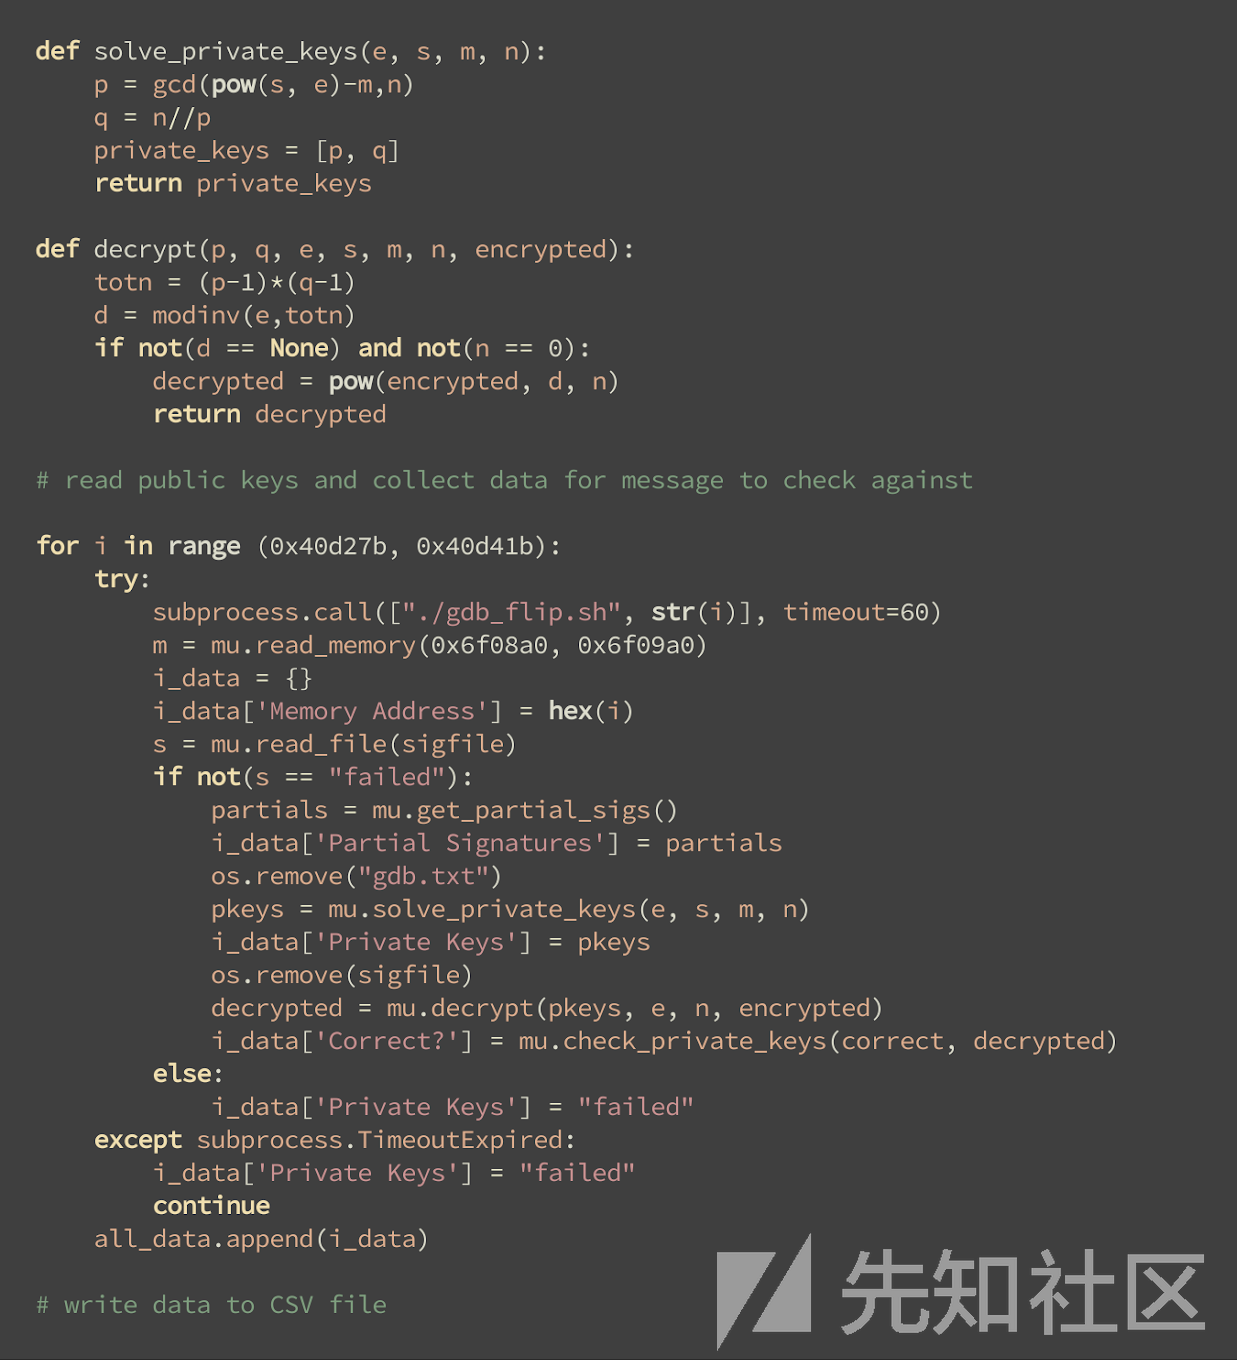 def solve_private_keys(e, s, m, n):
    p = gcd(pow(s, e)-m,n)
    q = n//p
    private_keys = [p, q]
    return private_keys

def decrypt(p, q, e, s, m, n, encrypted):
    totn = (p-1)*(q-1)
    d = modinv(e,totn)
    if not(d == None) and not(n == 0):
        decrypted = pow(encrypted, d, n)
        return decrypted

# read public keys and collect data for message to check against

for i in range (0x40d27b, 0x40d41b):
    try:
        subprocess.call(["./gdb_flip.sh", str(i)], timeout=60)
        m = mu.read_memory(0x6f08a0, 0x6f09a0)
        i_data = {}
        i_data['Memory Address'] = hex(i)
        s = mu.read_file(sigfile)
        if not(s == "failed"):
            partials = mu.get_partial_sigs()
            i_data['Partial Signatures'] = partials
            os.remove("gdb.txt")
            pkeys = mu.solve_private_keys(e, s, m, n)
            i_data['Private Keys'] = pkeys
            os.remove(sigfile)
            decrypted = mu.decrypt(pkeys, e, n, encrypted)
            i_data['Correct?'] = mu.check_private_keys(correct, decrypted)
        else:
            i_data['Private Keys'] = "failed"
    except subprocess.TimeoutExpired:
        i_data['Private Keys'] = "failed"
        continue
    all_data.append(i_data)

# write data to CSV file
先知社区